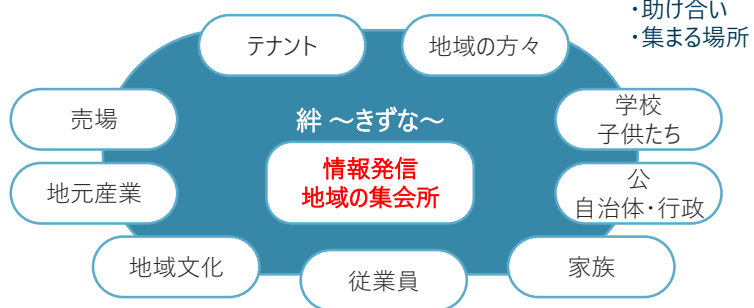 ・助け合い
・集まる場所
テナント
地域の方々
売場
絆 ～きずな～
学校
子供たち
情報発信
地域の集会所
地元産業
公
自治体・行政
地域文化
従業員
家族